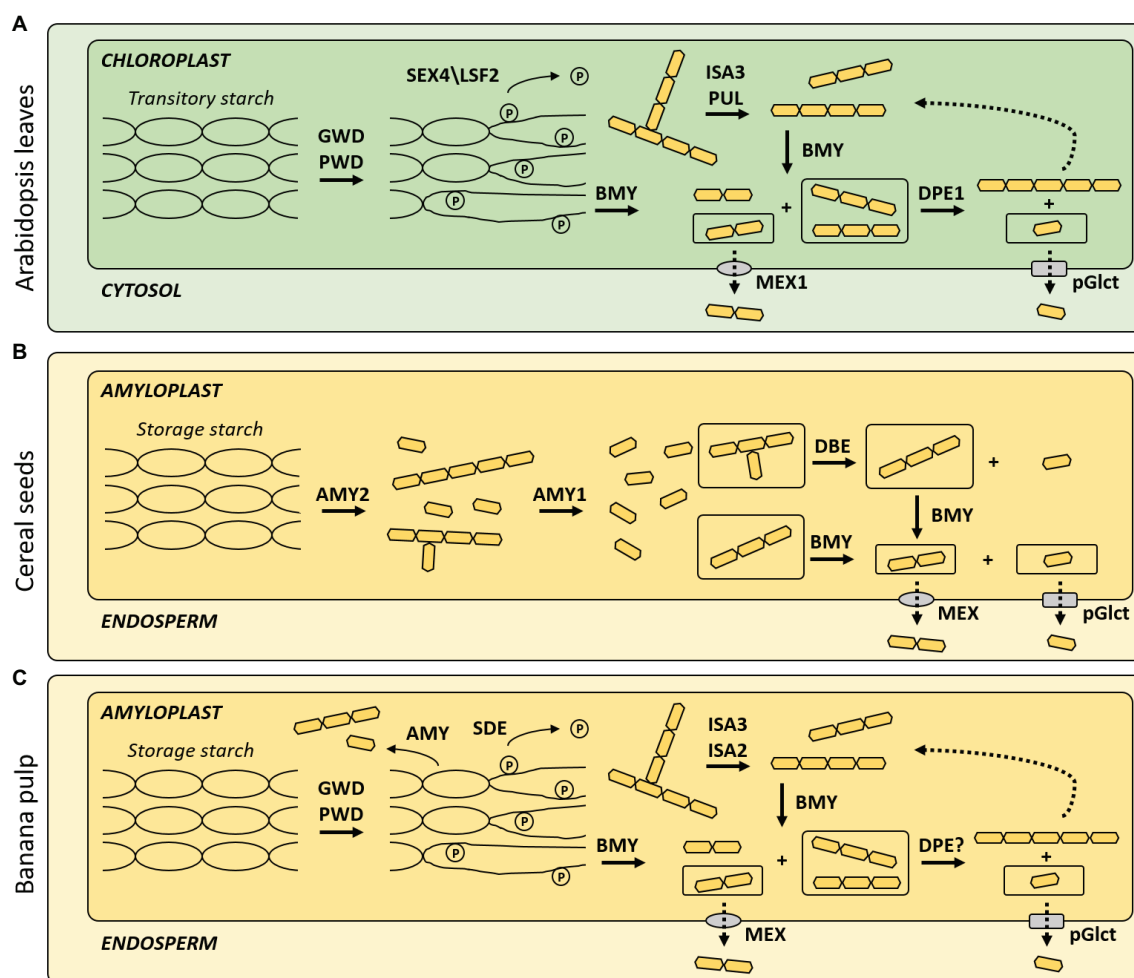 A
Arabidopsis leaves
CHLOROPLAST
Transitory starch
GWD
PWD
SEX4\LSF2
P
P
P
P
P
P
BMY
ISA3
PUL
BMY
+
DPE1
+
MEX1
pGlct
CYTOSOL
B
Cereal seeds
AMYLOPLAST
Storage starch
AMY2
AMY1
DBE
+
BMY
BMY
+
MEX
pGlct
ENDOSPERM
C
Banana pulp
AMYLOPLAST
Storage starch
GWD
PWD
AMY
SDE
P
P
P
P
P
P
BMY
ISA3
ISA2
BMY
+
DPE?
+
MEX
pGlct
ENDOSPERM